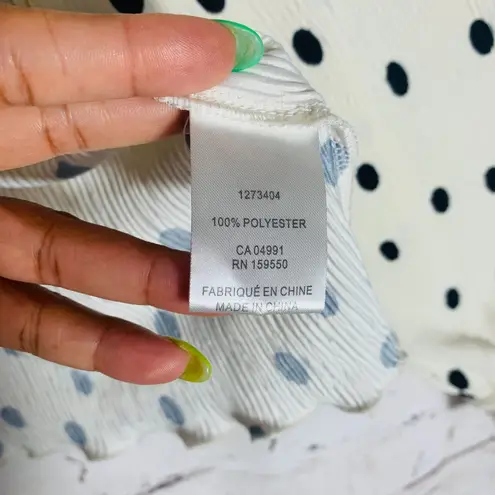 1273404
100% POLYESTER
CA 04991
RN 159550
FABRIQUÉ EN CHINE
MADE IN CHINA